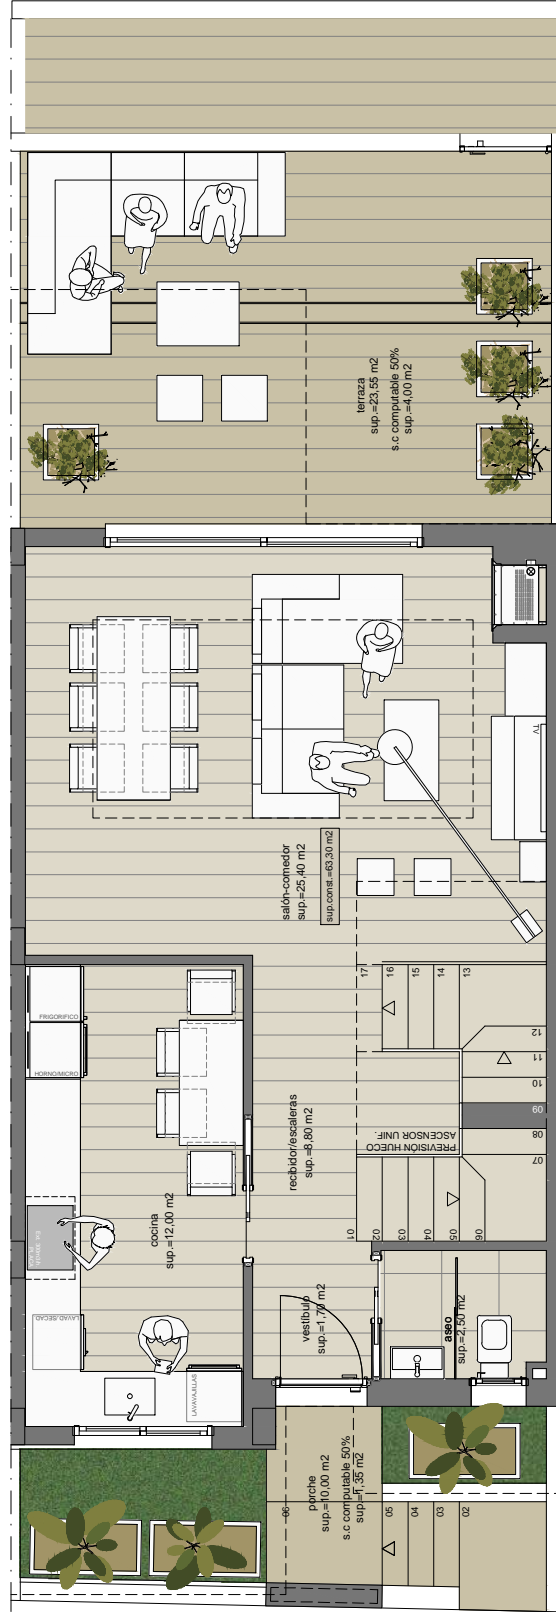 terraza
sup.=23,55 m2
s.c computable 50%
sup.=4,00 m2
TV
salón-comedor
sup.=25,40 m2
sup.const.=63,30 m2
FRIGORIFICO
HORNO/MICRO
17
16
15
14
13
12
11
10
09
08
07
PREVISIÓN HUECO
ASCENSOR UNIF.
recibidor/escaleras
sup.=8,80 m2
01
02
03
04
05
06
cocina
sup.=12,00 m2
LAVAD/SECAD
LAVAVAJILLAS
vestíbulo
sup.=1,70 m2
aseo
sup.=2,50 m2
porche
sup.=10,00 m2
s.c computable 50%
sup.=1,35 m2
06
05
04
03
02